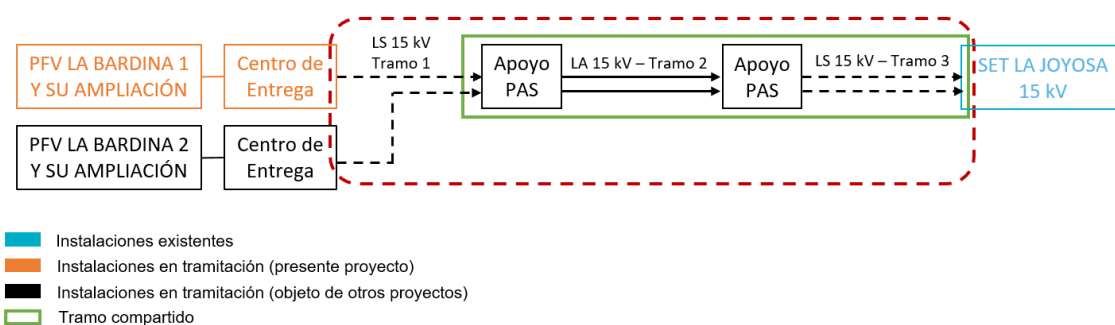 PFV LA BARDINA 1
Y SU AMPLIACIÓN
Centro de
Entrega
LS 15 kV
Tramo 1
Apoyo
PAS
LA 15 kV – Tramo 2
Apoyo
PAS
LS 15 kV – Tramo 3
SET LA JOYOSA
15 kV
PFV LA BARDINA 2
Y SU AMPLIACIÓN
Centro de
Entrega
Instalaciones existentes
Instalaciones en tramitación (presente proyecto)
Instalaciones en tramitación (objeto de otros proyectos)
Tramo compartido